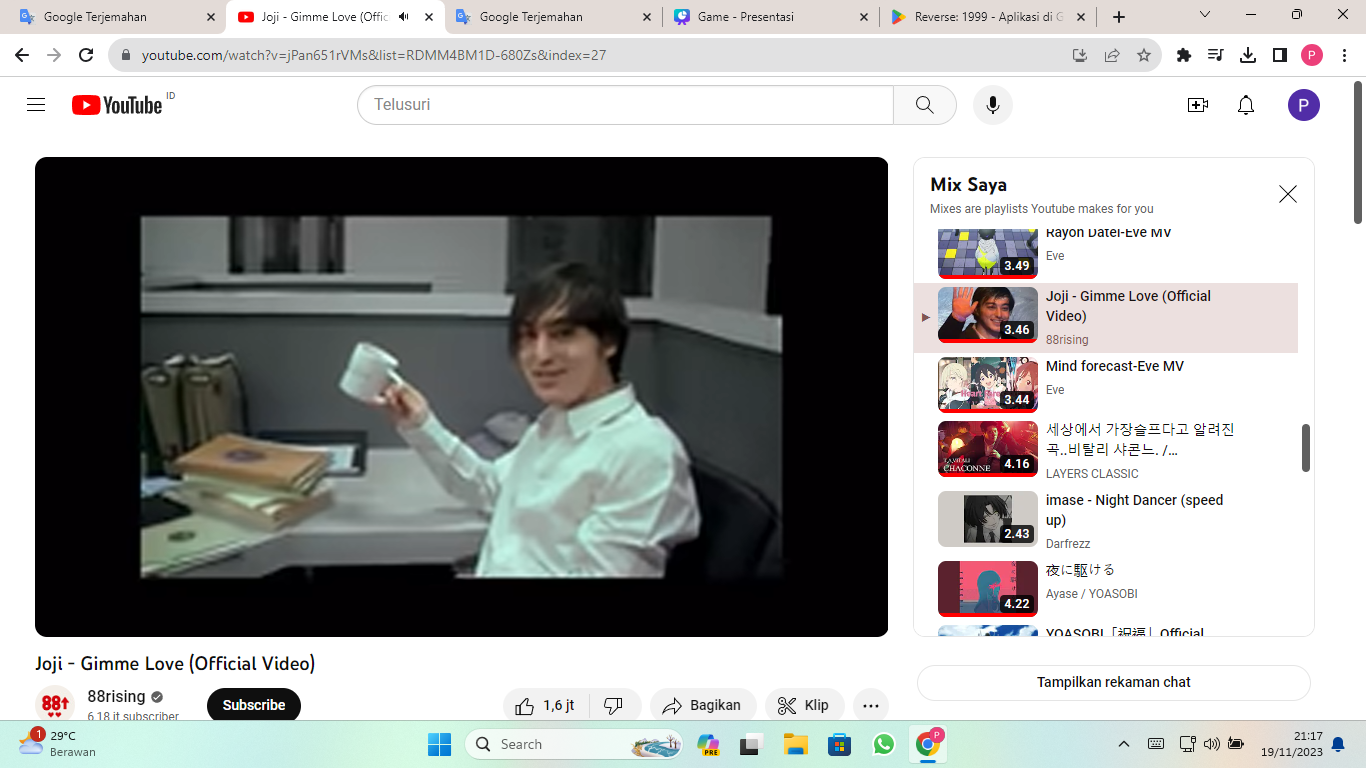 Google Terjemahan
Joji - Gimme Love (Offic
Google Terjemahan
Game - Presentasi
Reverse: 1999 - Aplikasi di G
youtube.com/watch?v=jPan651rVMs&list=RDMM4BM1D-680Zs&index=27
P
YouTube ID
Telusuri
P
Mix Saya
Mixes are playlists Youtube makes for you
Rayon Datei-Eve MV
Eve
3.49
Joji - Gimme Love (Official
Video)
88rising
3.46
Mind forecast-Eve MV
Eve
3.44
세상에서 가장슬프다고 알려진
곡..비탈리 샤콘느. /...
LAYERS CLASSIC
CHACONNE
4.16
imase - Night Dancer (speed
up)
Darfrezz
2.43
夜に駆ける
Ayase / YOASOBI
4.22
YOASOBI「祝福」Official
Tampilkan rekaman chat
Joji - Gimme Love (Official Video)
88rising
6,18 jt subscriber
Subscribe
1,6 jt
Bagikan
Klip
1
29°C
Berawan
Search
PRE
P
21:17
19/11/2023